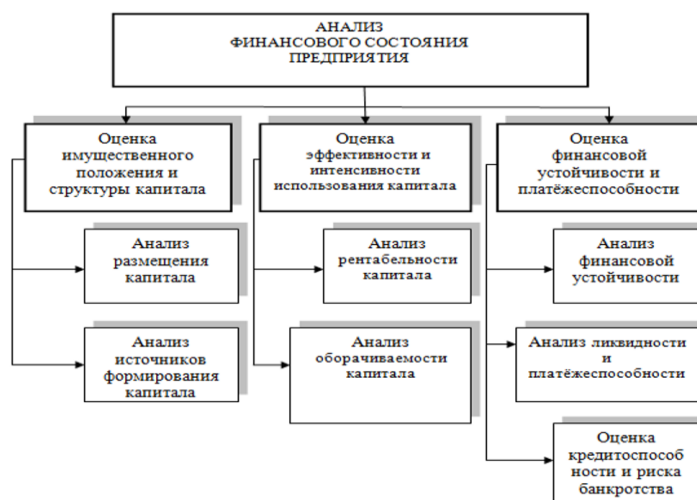 АНАЛИЗ
ФИНАНСОВОГО СОСТОЯНИЯ
ПРЕДПРИЯТИЯ
Оценка
имущественного
положения и
структуры капитала
Оценка
эффективности и
интенсивности
использования капитала
Оценка
финансовой
устойчивости и
платёжеспособности
Анализ
размещения
капитала
Анализ
рентабельности
капитала
Анализ
финансовой
устойчивости
Анализ
источников
формирования
капитала
Анализ
оборачиваемости
капитала
Анализ ликвидности
и
платёжеспособности
Оценка
кредитоспособ
ности и риска
банкротства